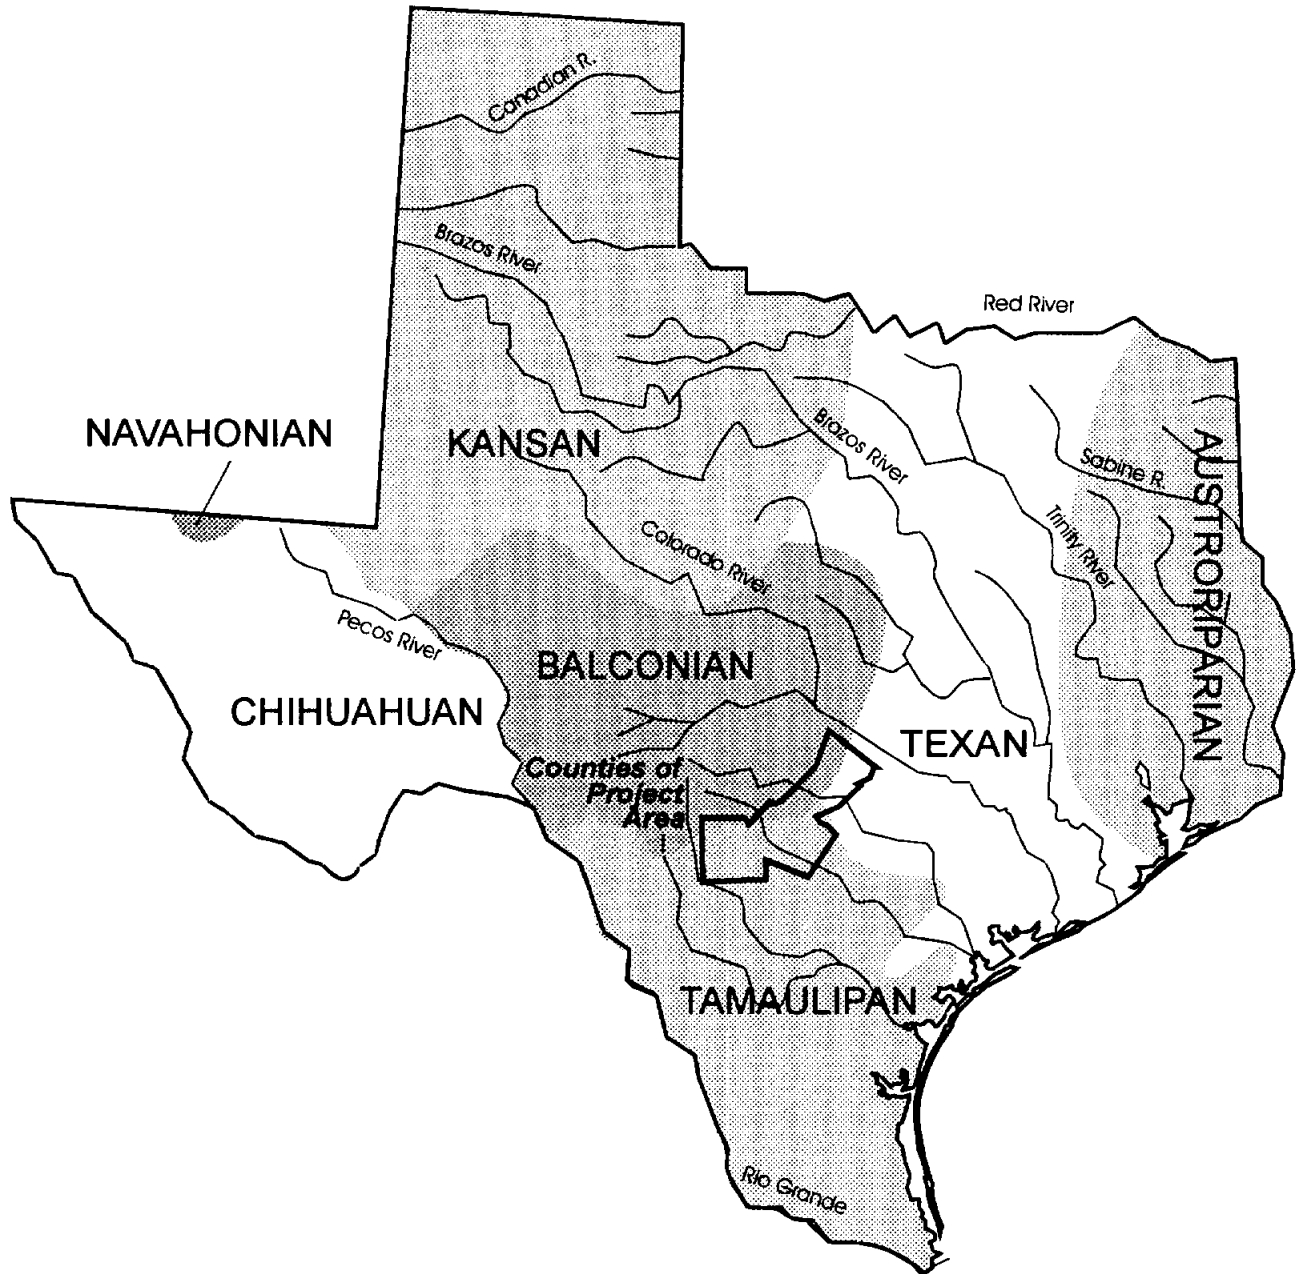 Canadian R.
Brazos River
Red River
NAVAHONIAN
KANSAN
Brazos River
Sabine R.
AUSTRORIPARIAN
Trinity River
Colorado River
Pecos River
BALCONIAN
CHIHUAHUAN
TEXAN
Counties of
Project
Area
TAMAULIPAN
Rio Grande